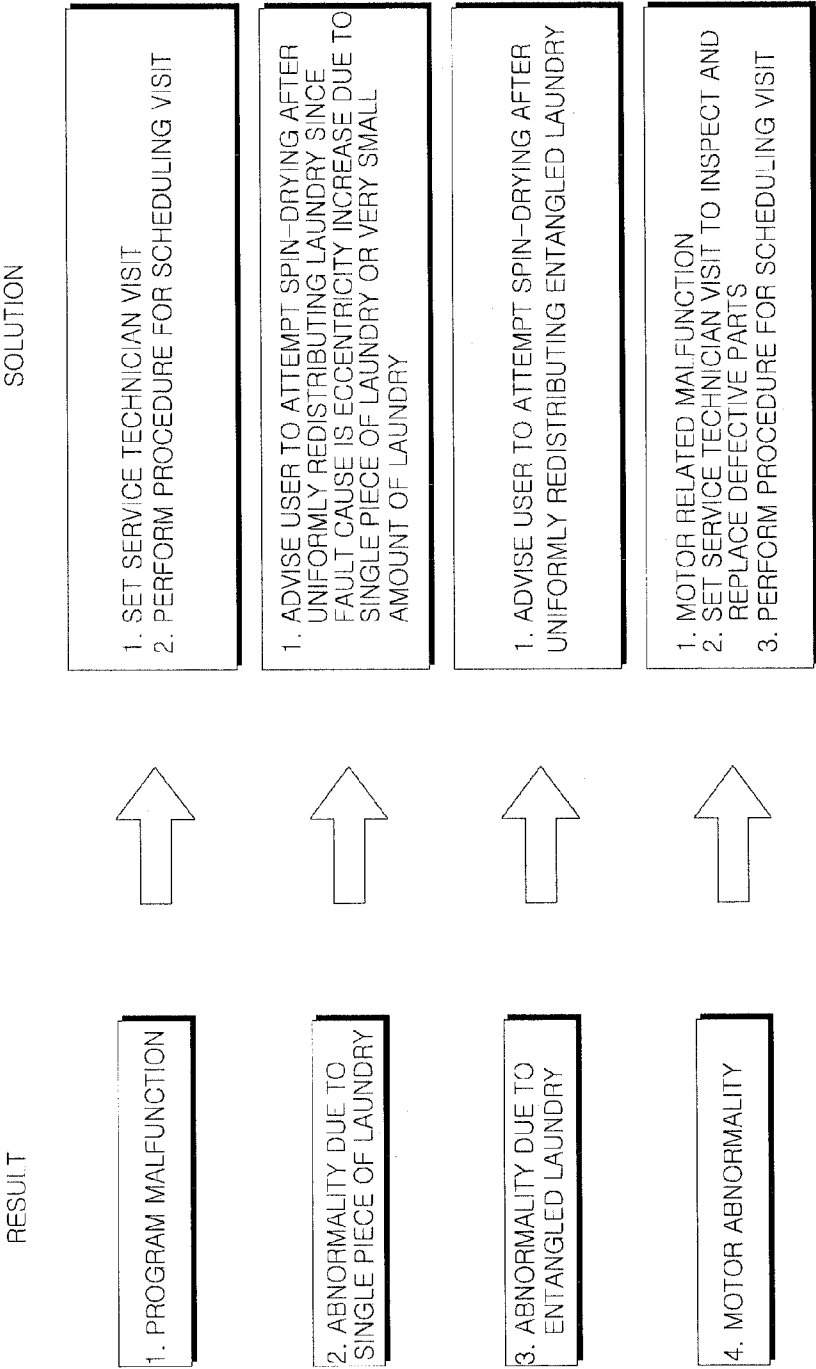 RESULT
SOLUTION
1. PROGRAM MALFUNCTION
1. SET SERVICE TECHNICIAN VISIT
2. PERFORM PROCEDURE FOR SCHEDULING VISIT
2. ABNORMALITY DUE TO
SINGLE PIECE OF LAUNDRY
1. ADVISE USER TO ATTEMPT SPIN-DRYING AFTER
UNIFORMLY REDISTRIBUTING LAUNDRY SINCE
FAULT CAUSE IS ECCENTRICITY INCREASE DUE TO
SINGLE PIECE OF LAUNDRY OR VERY SMALL
AMOUNT OF LAUNDRY
3. ABNORMALITY DUE TO
ENTANGLED LAUNDRY
1. ADVISE USER TO ATTEMPT SPIN-DRYING AFTER
UNIFORMLY REDISTRIBUTING ENTANGLED LAUNDRY
4. MOTOR ABNORMALITY
1. MOTOR RELATED MALFUNCTION
2. SET SERVICE TECHNICIAN VISIT TO INSPECT AND
REPLACE DEFECTIVE PARTS
3. PERFORM PROCEDURE FOR SCHEDULING VISIT